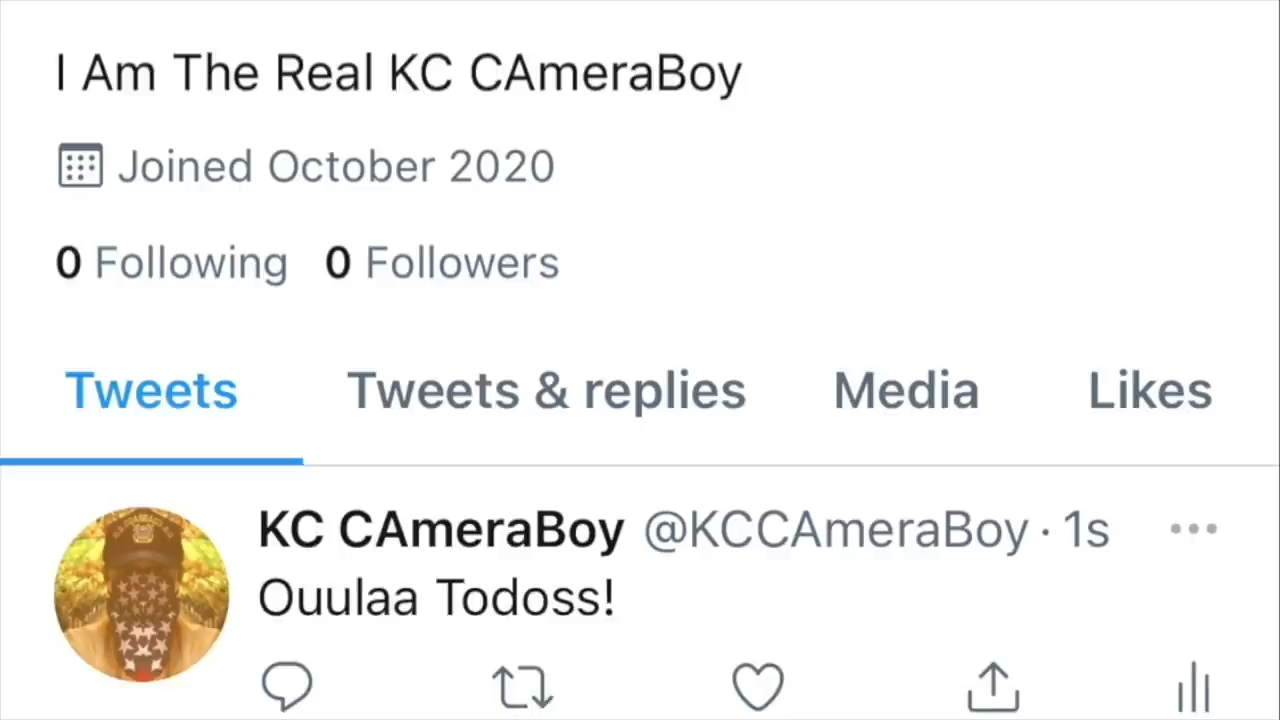 I Am The Real KC CAmeraBoy
Joined October 2020
0 Following 0 Followers
Tweets Tweets & replies Media Likes
KC CAmeraBoy @KCCAmeraBoy · 1s
Ouulaa Todoss!